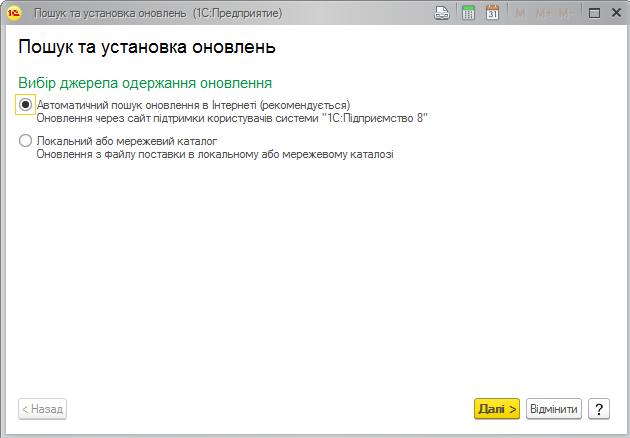 1С Пошук та установка оновлень (1С:Предприятие) 31 M M+ M-
Пошук та установка оновлень
Вибір джерела одержання оновлення
Автоматичний пошук оновлення в Інтернеті (рекомендується)
Оновлення через сайт підтримки користувачів системи "1С:Підприємство 8"
Локальний або мережевий каталог
Оновлення з файлу поставки в локальному або мережевому каталозі
< Назад Далі > Відмінити ?